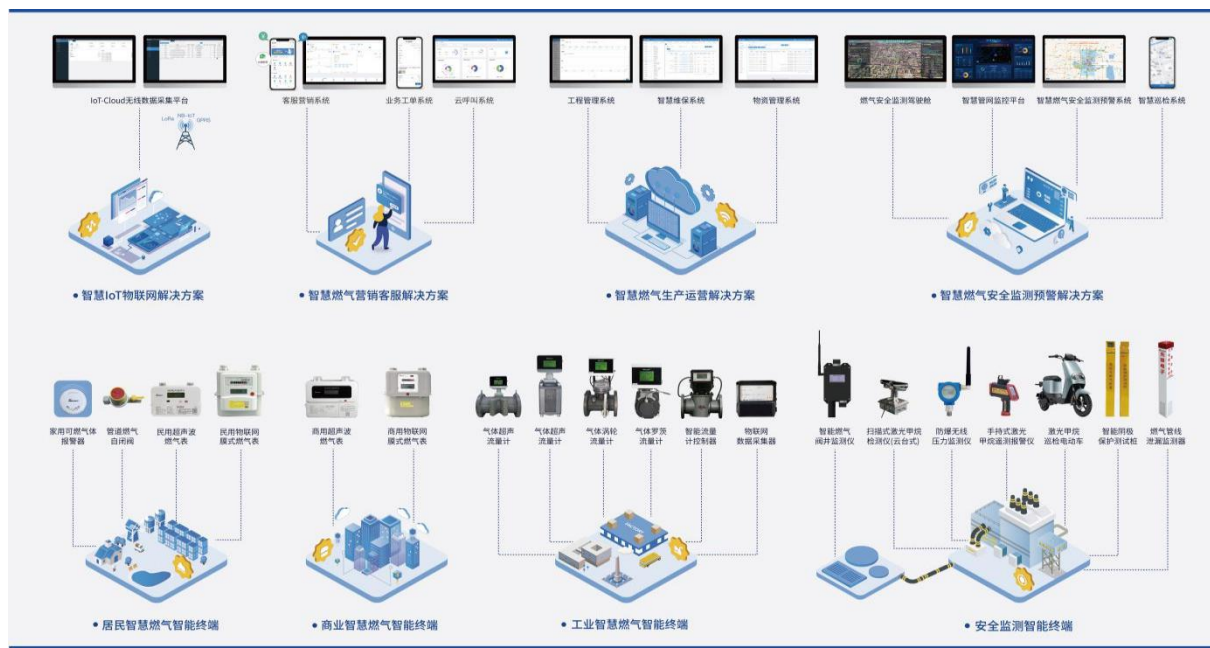 IoT-Cloud无线数据采集平台
客服营销系统
业务工单系统
云呼叫系统
工程管理系统
智慧维保系统
物资管理系统
燃气安全监测驾驶舱
智慧管网监控平台
智慧燃气安全监测预警系统
智慧巡检系统
LoRa NB-IoT GPRS
智慧IoT物联网解决方案
智慧燃气营销客服解决方案
智慧燃气生产运营解决方案
智慧燃气安全监测预警解决方案
家用可燃气体
报警器
管道燃气
自闭阀
民用超声波
燃气表
民用物联网
膜式燃气表
商用超声波
燃气表
商用物联网
膜式燃气表
气体超声
流量计
气体超声
流量计
气体涡轮
流量计
气体罗茨
流量计
智能流量
计控制器
物联网
数据采集器
智能燃气
阀井监测仪
扫描式激光甲烷
检测仪(云台式)
防爆无线
压力监测仪
手持式激光
甲烷遥测报警仪
激光甲烷
巡检电动车
智能阴极
保护测试桩
燃气管线
泄漏监测器
FACTORY
居民智慧燃气智能终端
商业智慧燃气智能终端
工业智慧燃气智能终端
安全监测智能终端